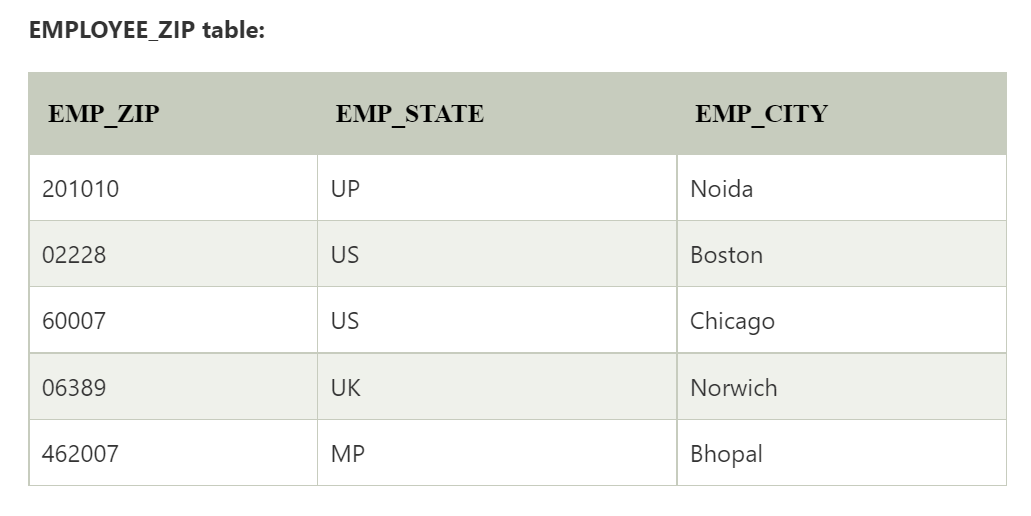 EMPLOYEE_ZIP table:
EMP_ZIP EMP_STATE EMP_CITY
201010 UP Noida
02228 US Boston
60007 US Chicago
06389 UK Norwich
462007 MP Bhopal